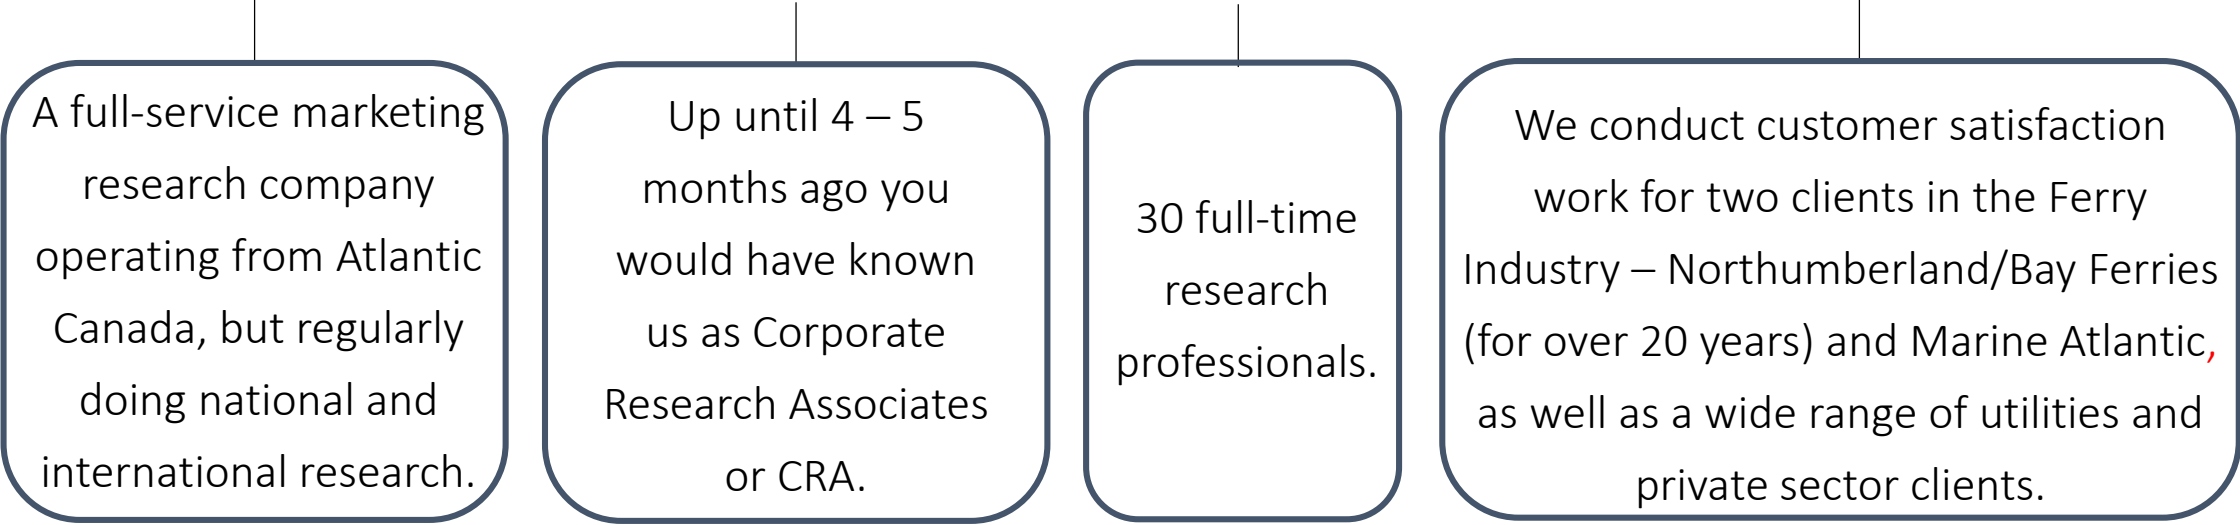 A full-service marketing
research company
operating from Atlantic
Canada, but regularly
doing national and
international research.
Up until 4 – 5
months ago you
would have known
us as Corporate
Research Associates
or CRA.
30 full-time
research
professionals.
We conduct customer satisfaction
work for two clients in the Ferry
Industry – Northumberland/Bay Ferries
(for over 20 years) and Marine Atlantic,
as well as a wide range of utilities and
private sector clients.